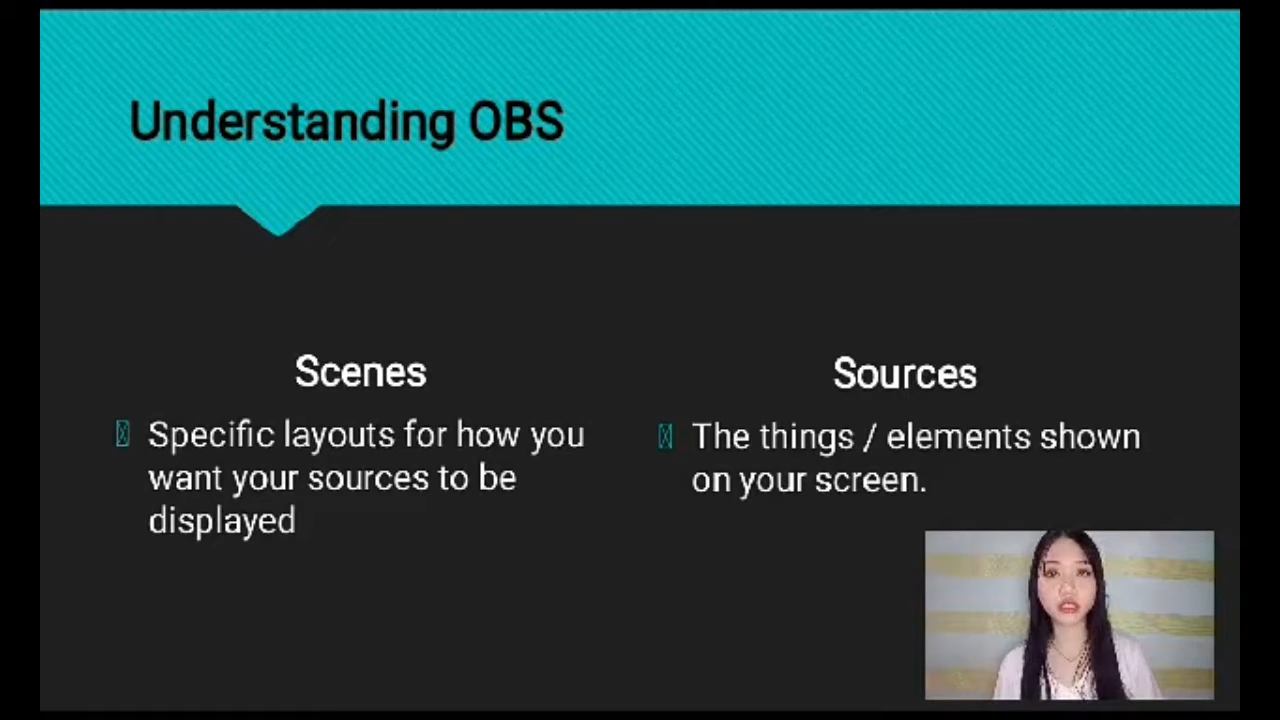 Understanding OBS
Scenes
Specific layouts for how you
want your sources to be
displayed
Sources
The things / elements shown
on your screen.